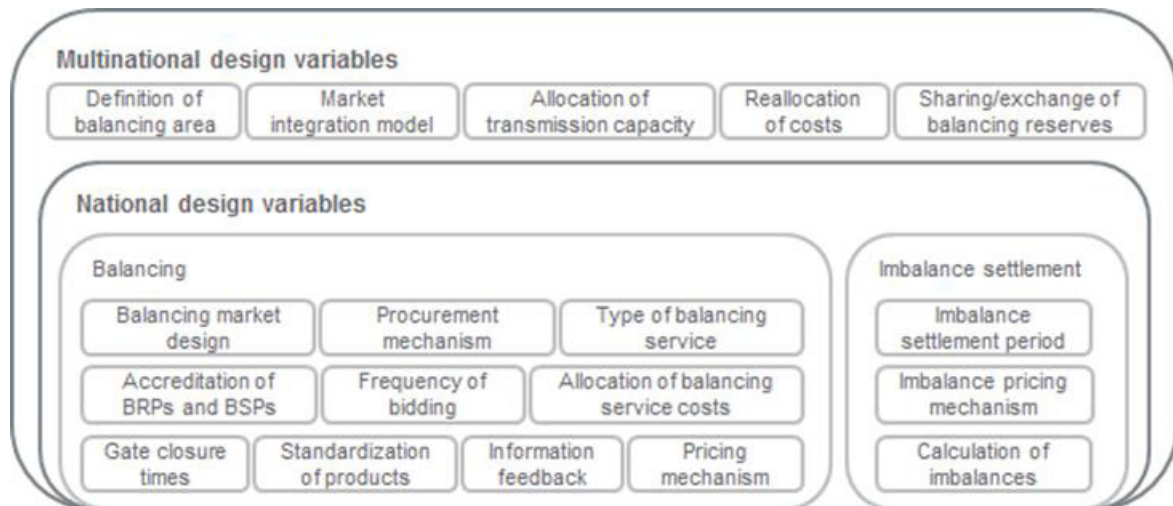 Multinational design variables
Definition of
balancing area
Market
integration model
Allocation of
transmission capacity
Reallocation
of costs
Sharing/exchange of
balancing reserves
National design variables
Balancing
Balancing market
design
Procurement
mechanism
Type of balancing
service
Accreditation of
BRPs and BSPs
Frequency of
bidding
Allocation of balancing
service costs
Gate closure
times
Standardization
of products
Information
feedback
Pricing
mechanism
Imbalance settlement
Imbalance
settlement period
Imbalance pricing
mechanism
Calculation of
imbalances